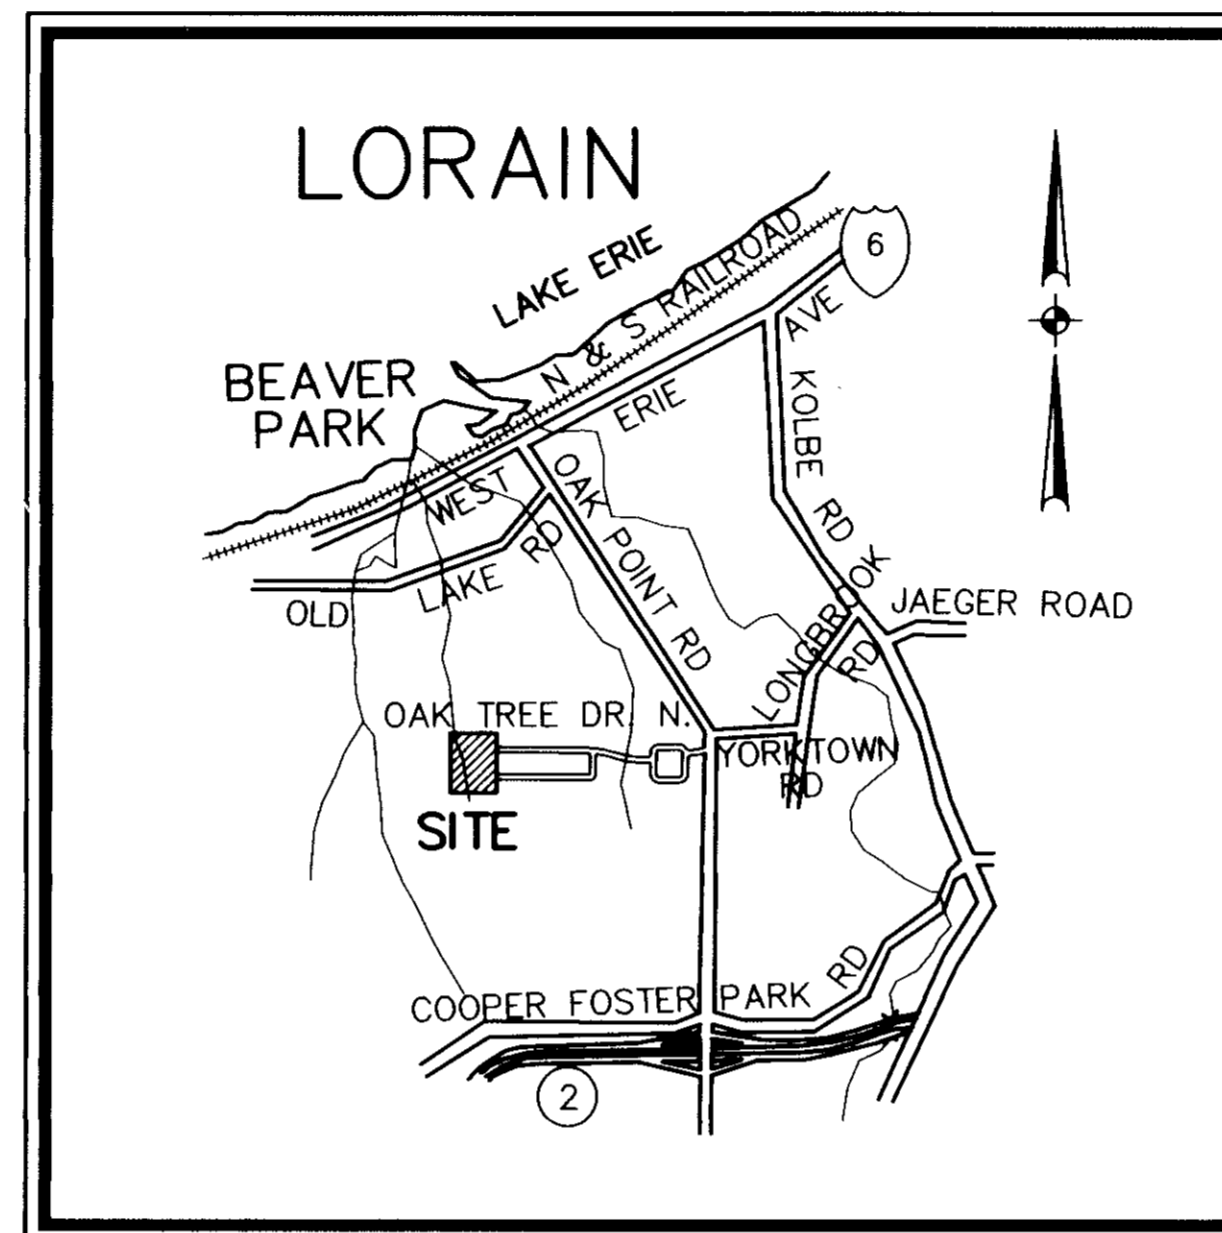 LORAIN
LAKE ERIE
N & S RAILROAD
6
BEAVER
PARK
WEST ERIE AVE
KOLBE RD
OAK POINT RD
OLD LAKE RD
LONGBROOK
RD
JAEGER ROAD
OAK TREE DR. N.
YORKTOWN
RD
SITE
COOPER FOSTER PARK RD
2